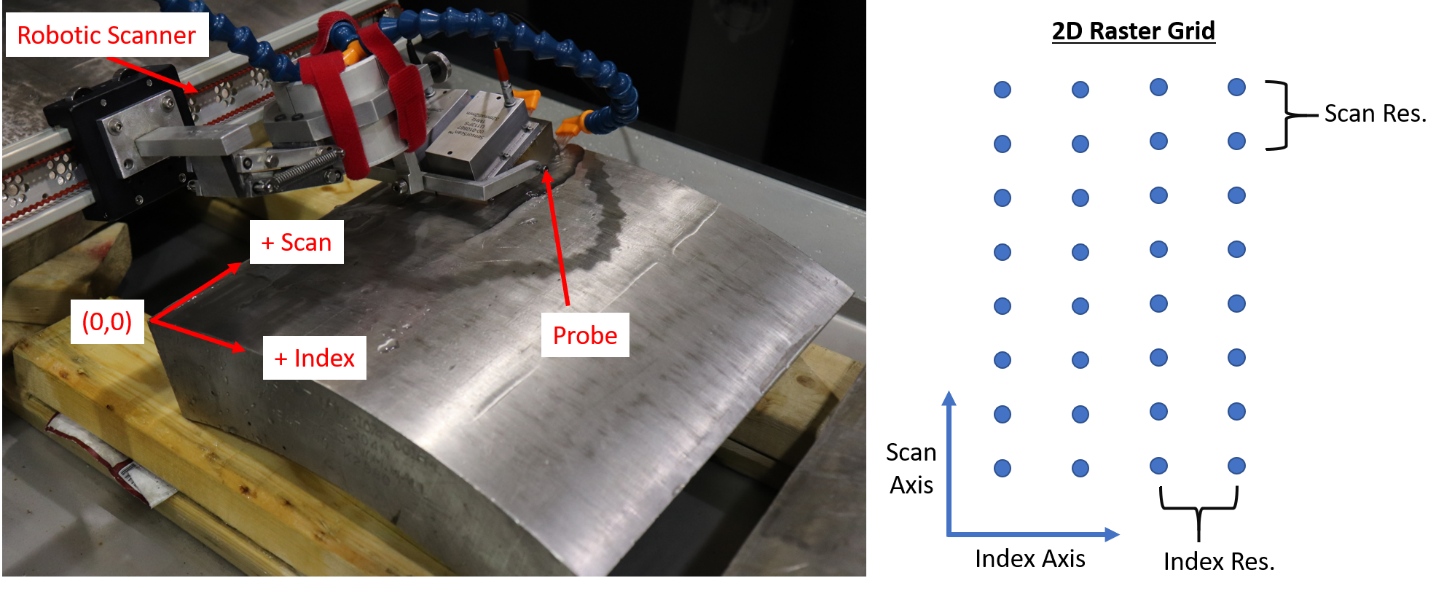 Robotic Scanner
+ Scan
(0,0)
+ Index
Probe
2D Raster Grid
Scan Res.
Scan
Axis
Index Axis
Index Res.